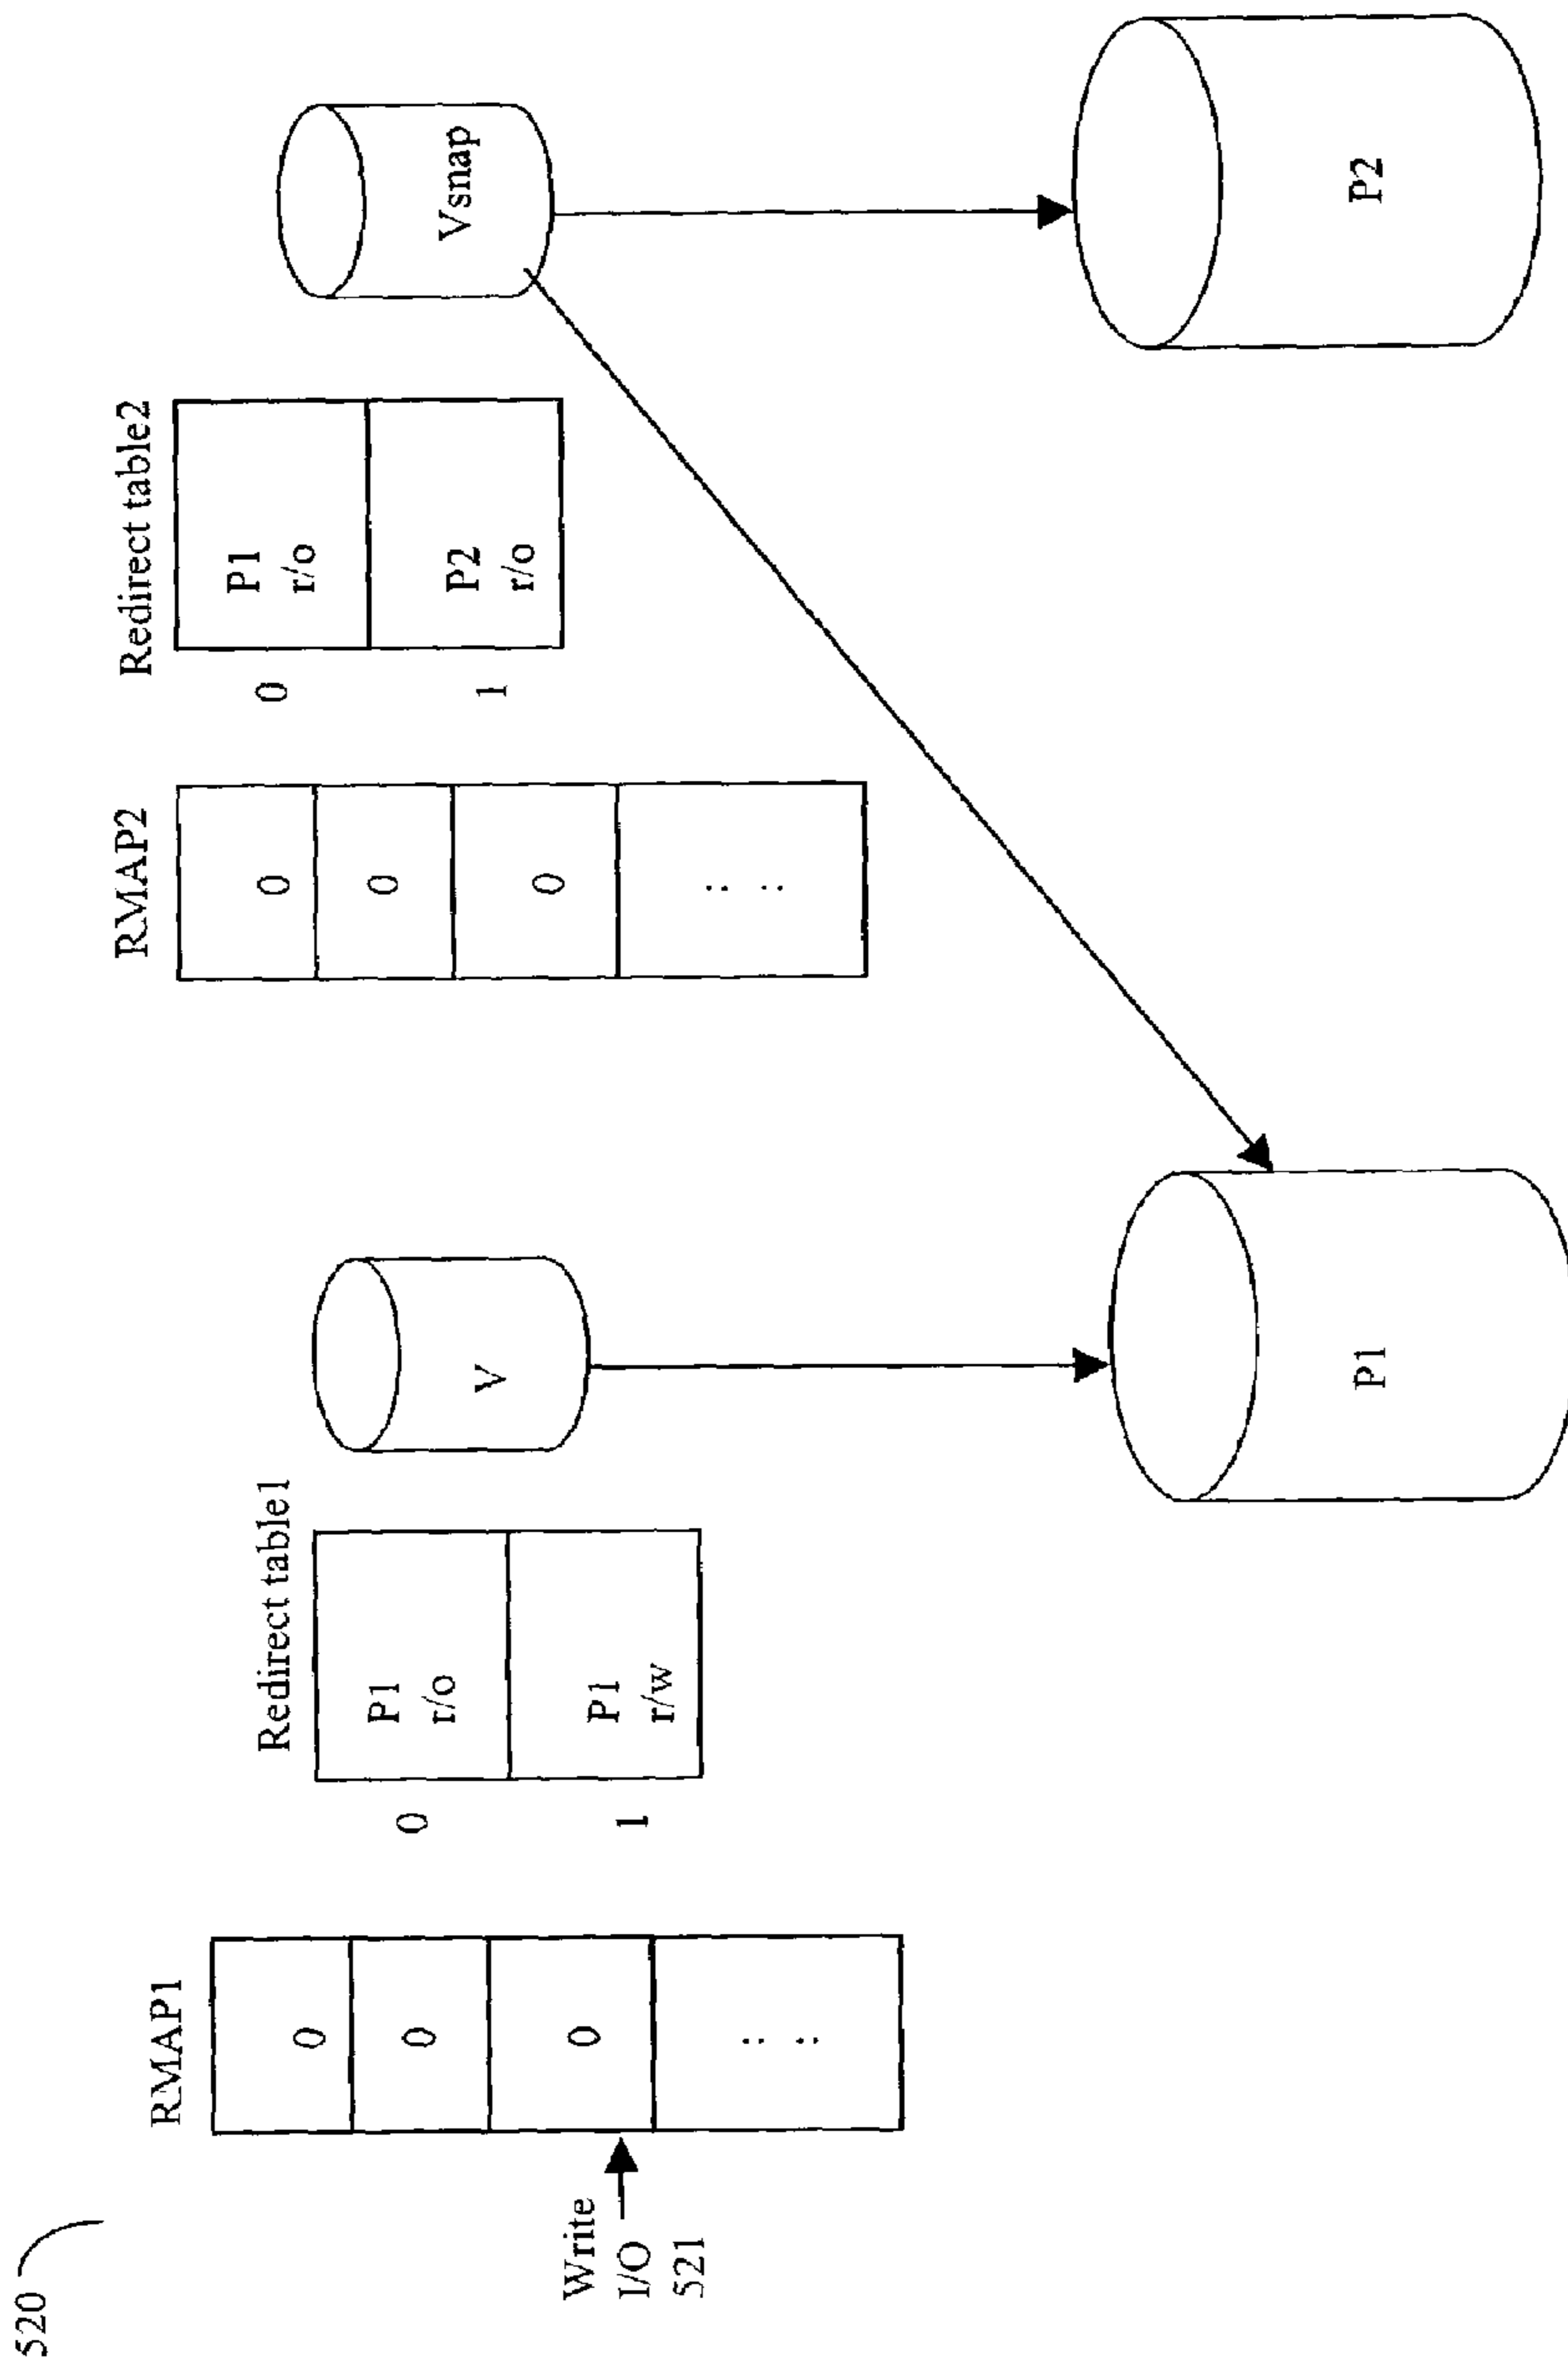 520
RMAP1
0
0
0
:
:
Write
I/O
521
Redirect table1
0
P1
r/o
1
P1
r/w
V
P1
RMAP2
0
0
0
:
:
Redirect table2
0
P1
r/o
1
P2
r/o
Vsnap
P2